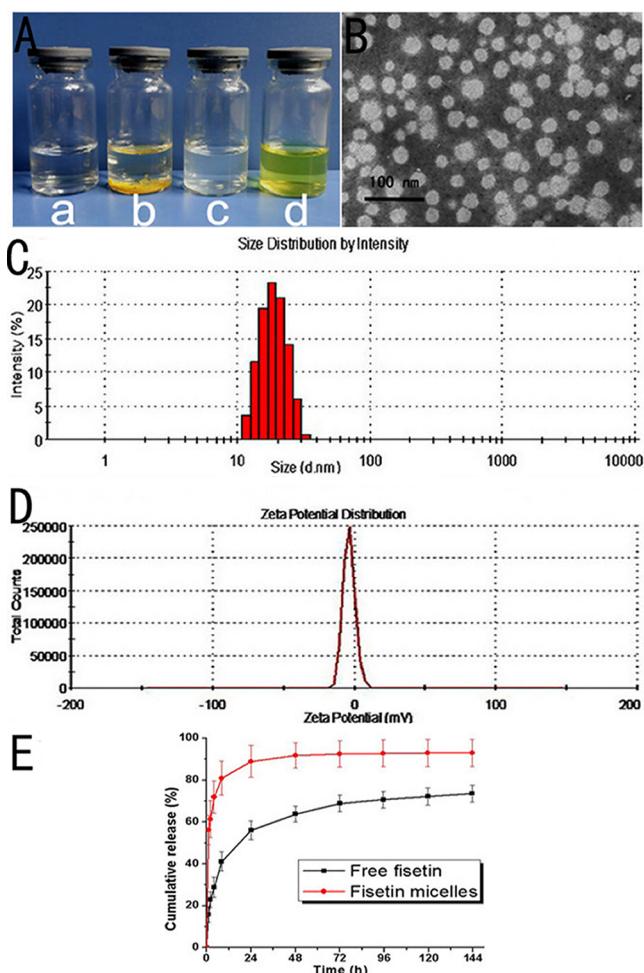 A
a b c d
B
100 nm
C
Size Distribution by Intensity
Intensity (%)
25
20
15
10
5
0
1 10 100 1000 10000
Size (d.nm)
D
Zeta Potential Distribution
Total Counts
250000
200000
150000
100000
50000
0
-200 -100 0 100 200
Zeta Potential (mV)
E
Cumulative release (%)
100
80
60
40
20
0
Free fisetin
Fisetin micelles
0 24 48 72 96 120 144
Time (h)